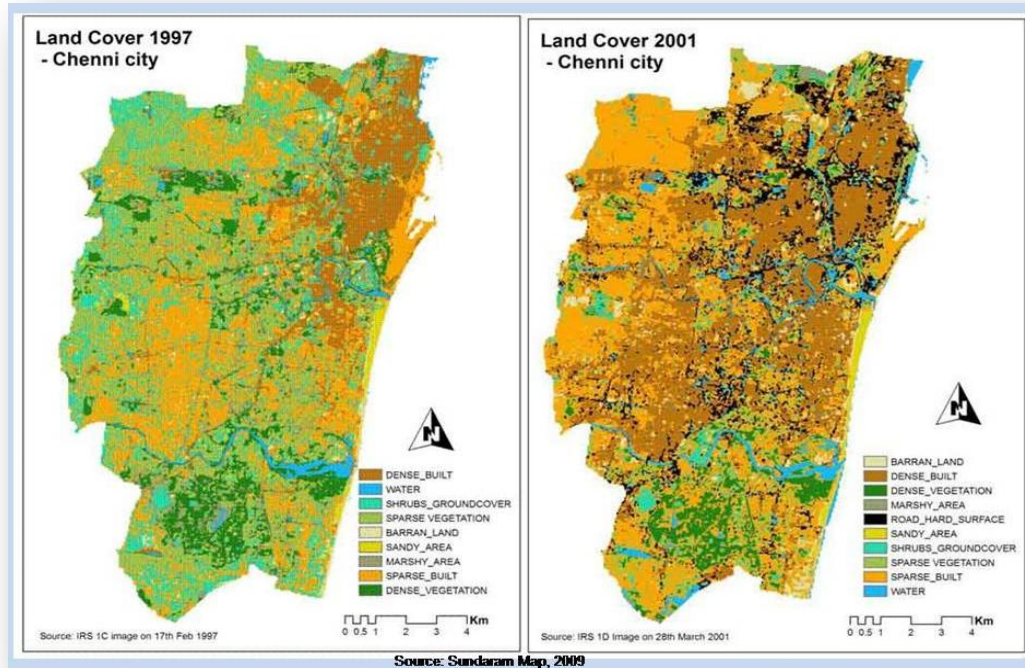 Land Cover 1997
- Chenni city
N
DENSE_BUILT
WATER
SHRUBS_GROUNDCOVER
SPARSE VEGETATION
BARRAN_LAND
SANDY_AREA
MARSHY_AREA
SPARSE_BUILT
DENSE_VEGETATION
Km
0 0.5 1 2 3 4
Source: IRS 1C image on 17th Feb 1997
Land Cover 2001
- Chenni city
N
BARRAN_LAND
DENSE_BUILT
DENSE_VEGETATION
MARSHY_AREA
ROAD_HARD_SURFACE
SANDY_AREA
SHRUBS_GROUNDCOVER
SPARSE VEGETATION
SPARSE_BUILT
WATER
Km
0 0.5 1 2 3 4
Source: IRS 1D Image on 28th March 2001
Source: Sundaram Map, 2009